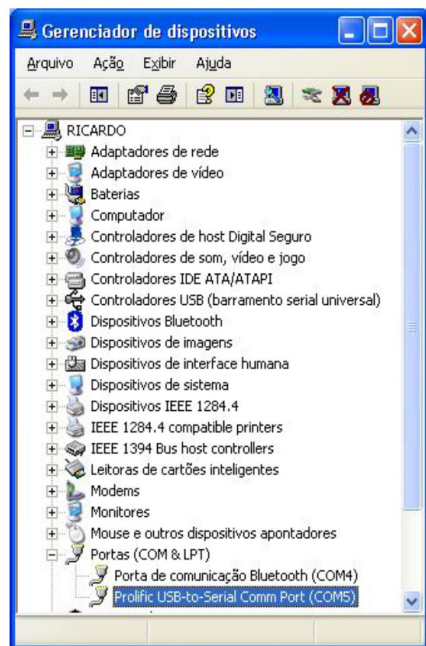 Gerenciador de dispositivos
Arquivo Ação Exibir Ajuda
RICARDO
Adaptadores de rede
Adaptadores de vídeo
Baterias
Computador
Controladores de host Digital Seguro
Controladores de som, vídeo e jogo
Controladores IDE ATA/ATAPI
Controladores USB (barramento serial universal)
Dispositivos Bluetooth
Dispositivos de imagens
Dispositivos de interface humana
Dispositivos de sistema
Dispositivos IEEE 1284.4
IEEE 1284.4 compatible printers
IEEE 1394 Bus host controllers
Leitoras de cartões inteligentes
Modems
Monitores
Mouse e outros dispositivos apontadores
Portas (COM & LPT)
Porta de comunicação Bluetooth (COM4)
Prolific USB-to-Serial Comm Port (COM5)